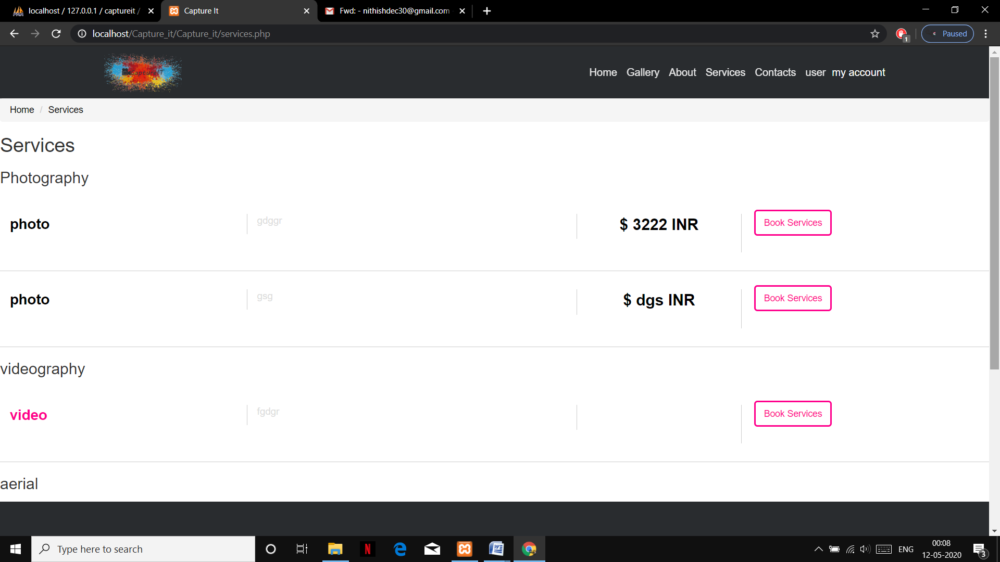 localhost / 127.0.0.1 / captureit /
Capture It
Fwd: - nithishdec30@gmail.com
localhost/Capture_it/Capture_it/services.php
1
Paused
captureIT
Home Gallery About Services Contacts user my account
Home / Services
Services
Photography
photo
gdggr
$ 3222 INR
Book Services
photo
gsg
$ dgs INR
Book Services
videography
video
fgdgr
Book Services
aerial
Type here to search
ENG
00:08
12-05-2020
3